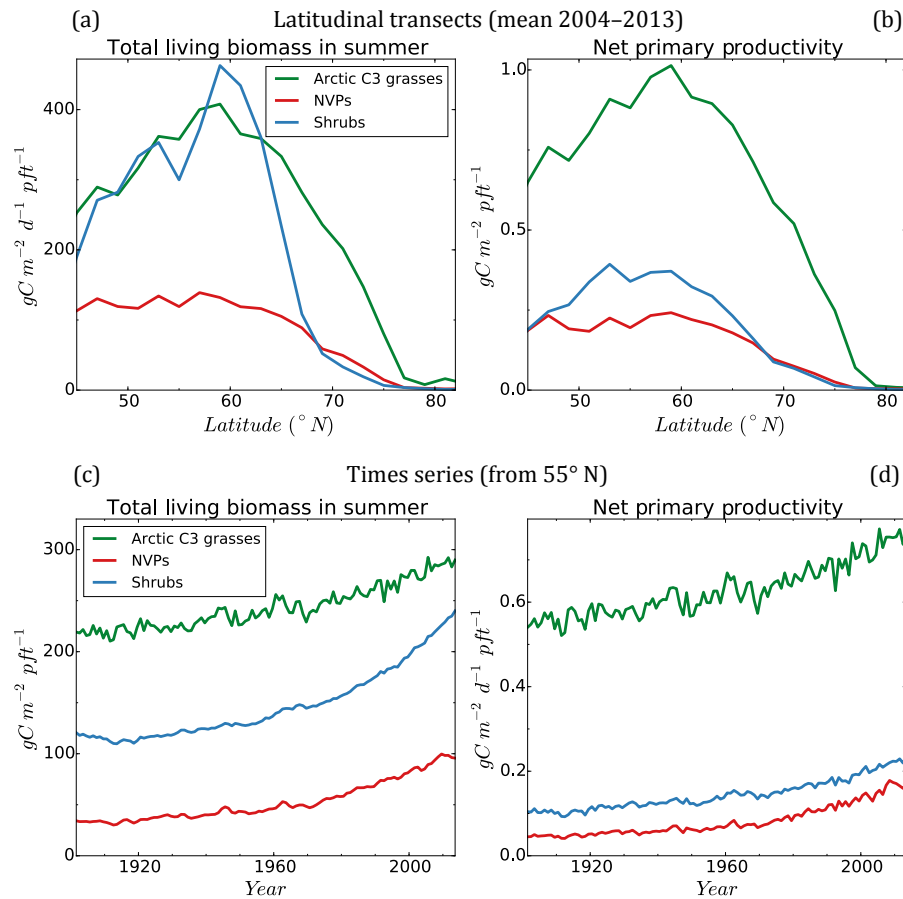 (a) Latitudinal transects (mean 2004–2013) (b)
Total living biomass in summer
Net primary productivity
Arctic C3 grasses
NVPs
Shrubs
gC m⁻² d⁻¹ pft⁻¹
400
200
0
50 60 70 80
Latitude (° N)
gC m⁻² pft⁻¹
1.0
0.5
0.0
50 60 70 80
Latitude (° N)
(c) Times series (from 55° N) (d)
Total living biomass in summer
Net primary productivity
Arctic C3 grasses
NVPs
Shrubs
gC m⁻² pft⁻¹
300
200
100
0
1920 1960 2000
Year
gC m⁻² d⁻¹ pft⁻¹
0.8
0.6
0.4
0.2
0.0
1920 1960 2000
Year